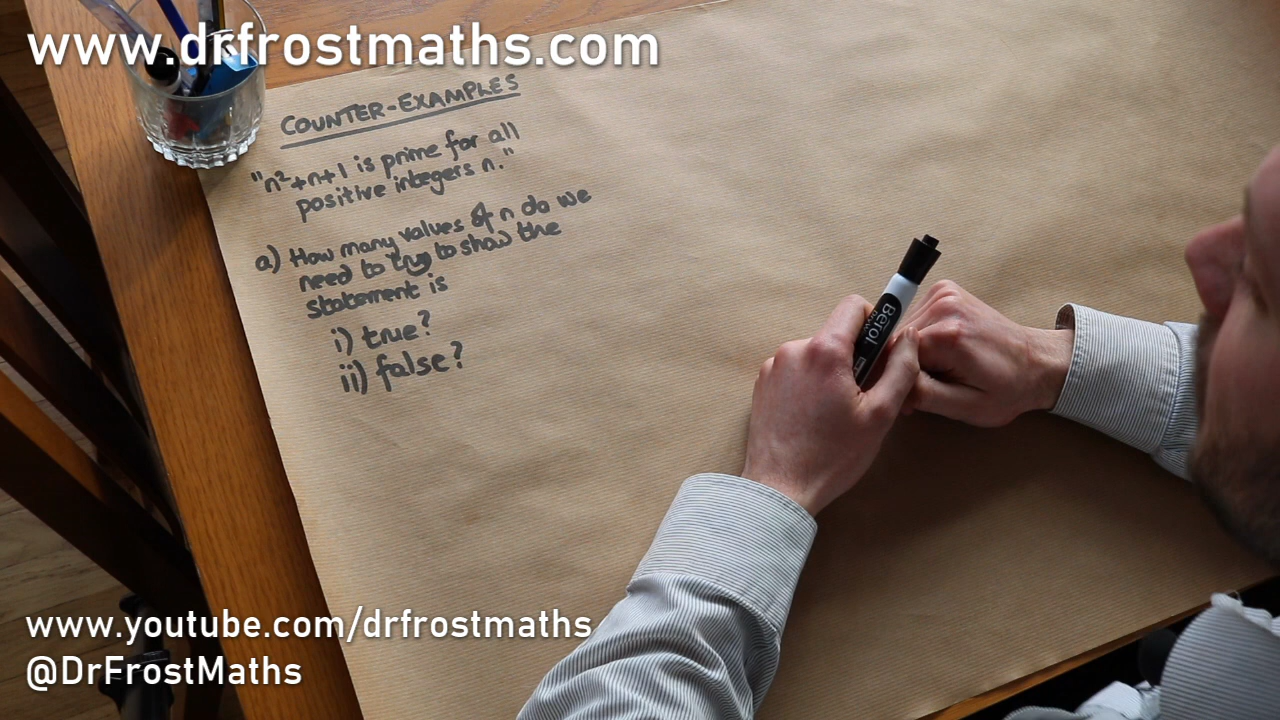 www.drfrostmaths.com
COUNTER-EXAMPLES
"n²+n+1 is prime for all
positive integers n."
a) How many values of n do we
need to try to show the
statement is
i) true?
ii) false?
Berol
www.youtube.com/drfrostmaths
@DrFrostMaths